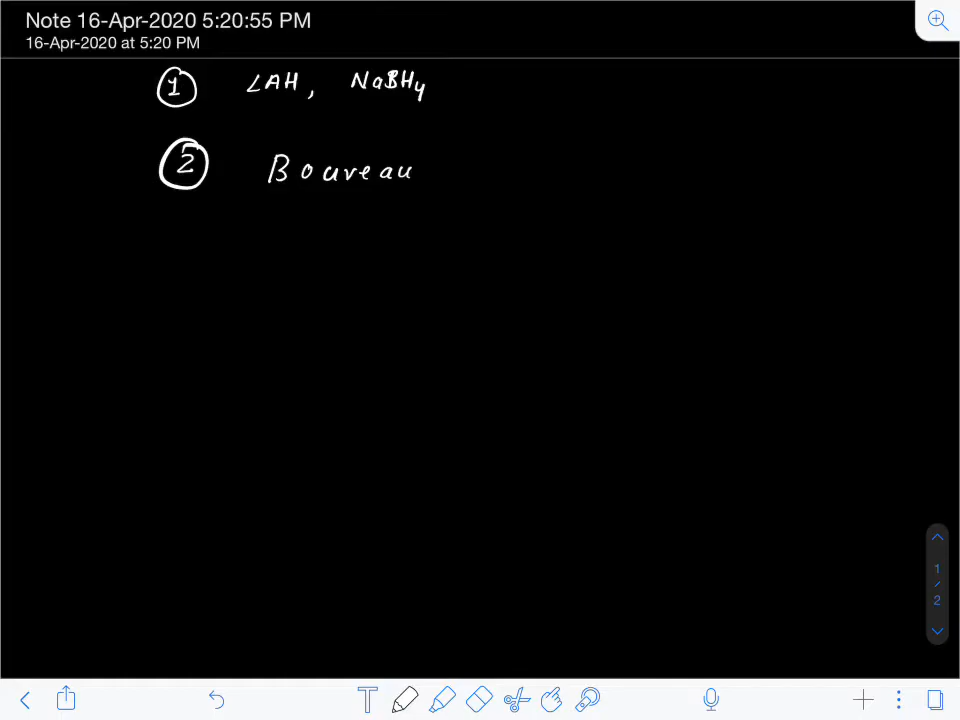 Note 16-Apr-2020 5:20:55 PM
16-Apr-2020 at 5:20 PM
1 LAH, NaBH4
2 Bouveau
1
/
2
T